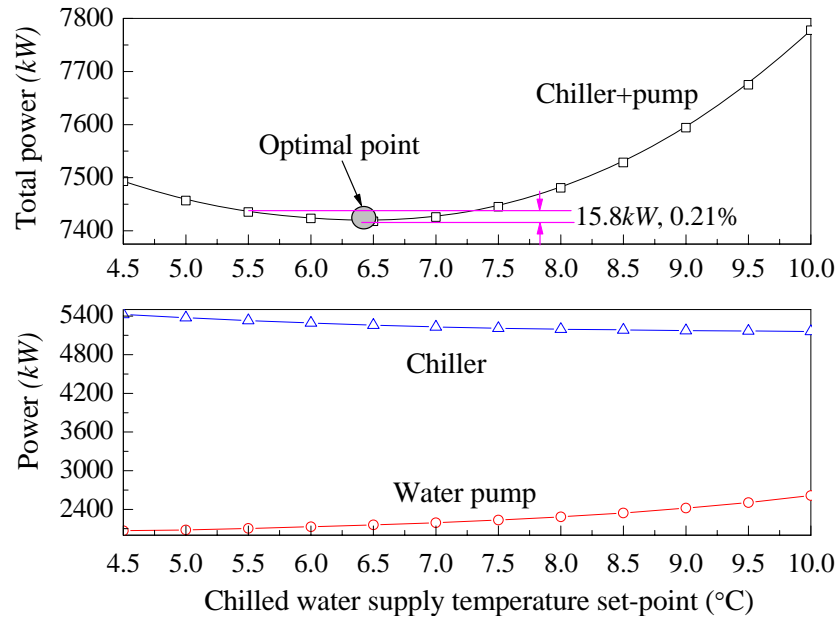 Total power (kW)
7800
7700
7600
7500
7400
Chiller+pump
Optimal point
15.8kW, 0.21%
4.5 5.0 5.5 6.0 6.5 7.0 7.5 8.0 8.5 9.0 9.5 10.0
Power (kW)
5400
4800
4200
3600
3000
2400
Chiller
Water pump
4.5 5.0 5.5 6.0 6.5 7.0 7.5 8.0 8.5 9.0 9.5 10.0
Chilled water supply temperature set-point (°C)